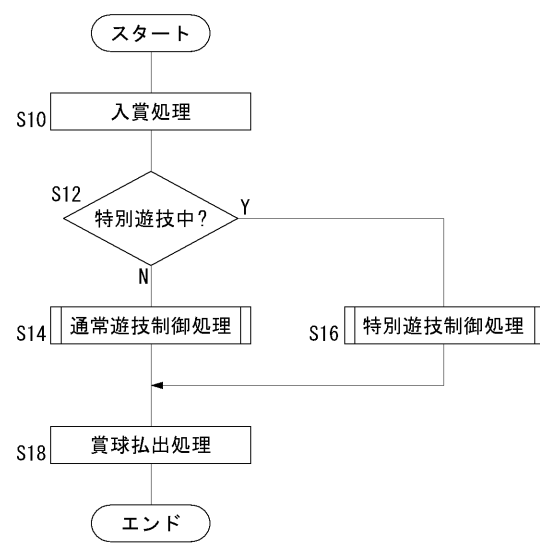 スタート
S10
入賞処理
S12
特別遊技中?
Y
N
S14
通常遊技制御処理
S16
特別遊技制御処理
S18
賞球払出処理
エンド